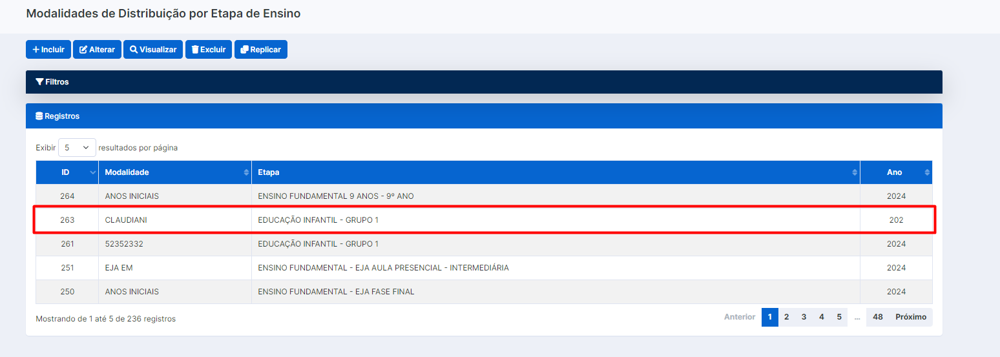 Modalidades de Distribuição por Etapa de Ensino
Incluir Alterar Visualizar Excluir Replicar
Filtros
Registros
Exibir 5 resultados por página
ID Modalidade Etapa Ano
264 ANOS INICIAIS ENSINO FUNDAMENTAL 9 ANOS - 9º ANO 2024
263 CLAUDIANI EDUCAÇÃO INFANTIL - GRUPO 1 202
261 52352332 EDUCAÇÃO INFANTIL - GRUPO 1 2024
251 EJA EM ENSINO FUNDAMENTAL - EJA AULA PRESENCIAL - INTERMEDIÁRIA 2024
250 ANOS INICIAIS ENSINO FUNDAMENTAL - EJA FASE FINAL 2024
Mostrando de 1 até 5 de 236 registros Anterior 1 2 3 4 5 ... 48 Próximo